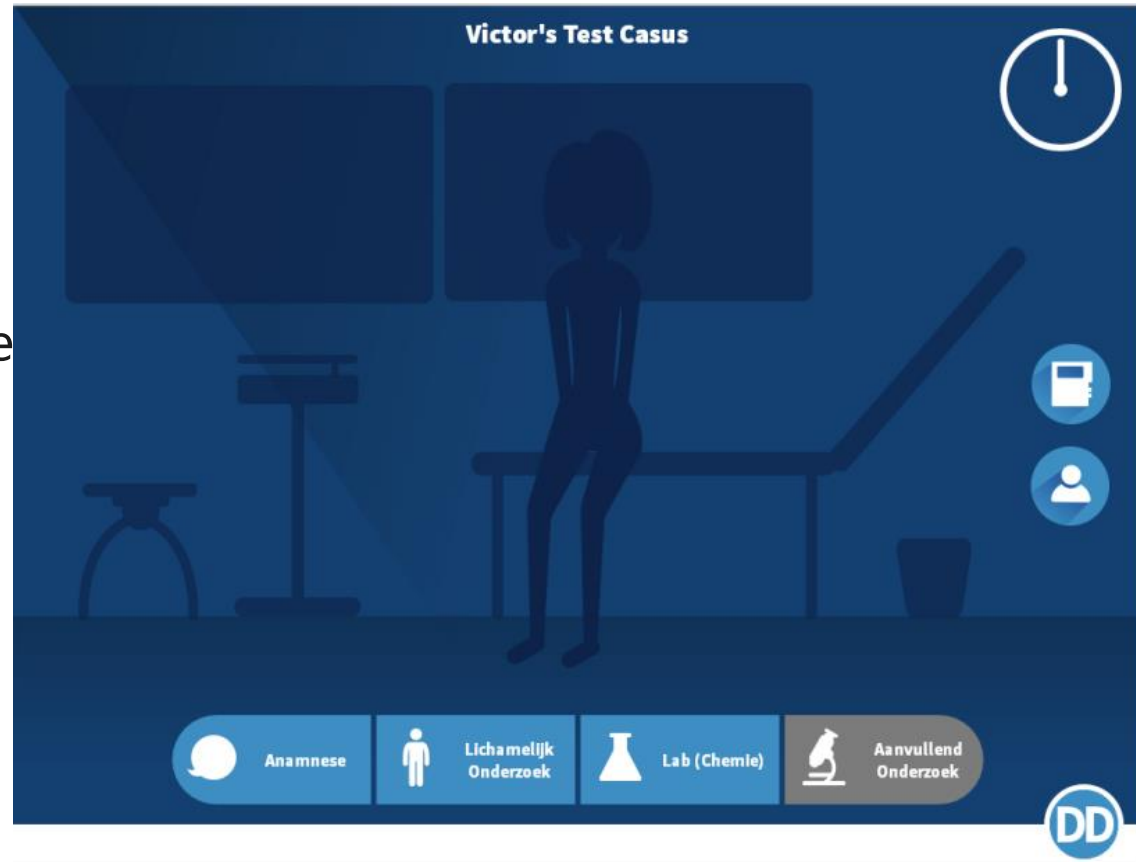 Victor's Test Casus
e
Anamnese
Lichamelijk
Onderzoek
Lab (Chemie)
Aanvullend
Onderzoek
DD